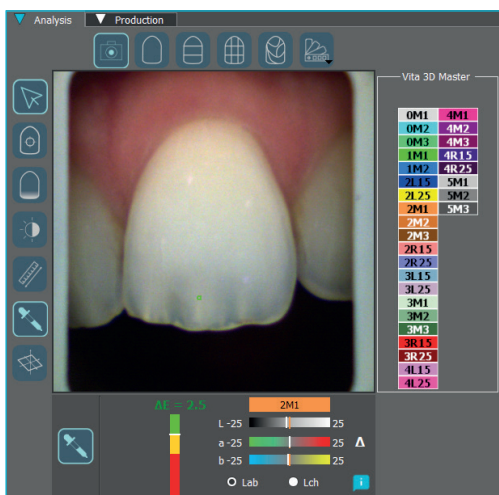 Analysis Production
Vita 3D Master
0M1 4M1
0M2 4M2
0M3 4M3
1M1 4R15
1M2 4R25
2L15 5M1
2L25 5M2
2M1 5M3
2M2
2M3
2R15
2R25
3L15
3L25
3M1
3M2
3M3
3R15
3R25
4L15
4L25
ΔE = 2.5 2M1
L -25 25
a -25 25 Δ
b -25 25
Lab Lch i